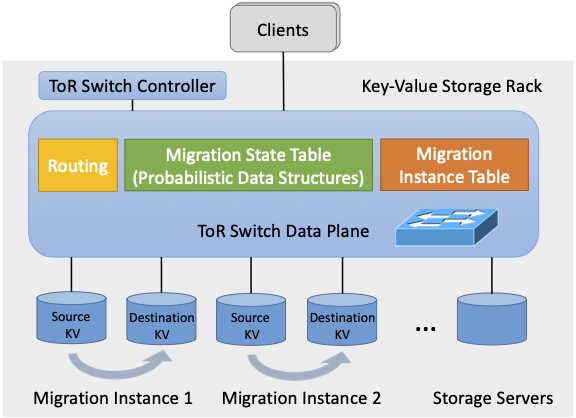 Clients
ToR Switch Controller
Key-Value Storage Rack
Routing
Migration State Table
(Probabilistic Data Structures)
Migration
Instance Table
ToR Switch Data Plane
Source
KV
Destination
KV
Source
KV
Destination
KV
...
Migration Instance 1
Migration Instance 2
Storage Servers